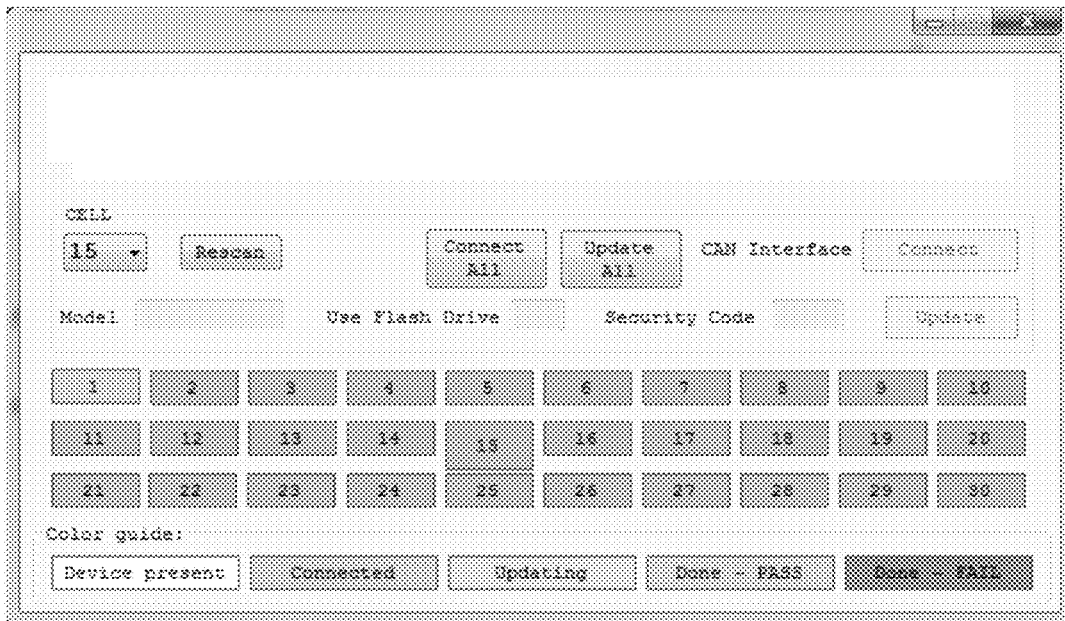 CELL
15 Rescan Connect All Update All CAN Interface Connect
Model Use Flash Drive Security Code Update
1 2 3 4 5 6 7 8 9 10
11 12 13 14 15 16 17 18 19 20
21 22 23 24 25 26 27 28 29 30
Color guide:
Device present Connected Updating Done - PASS Done - FAIL